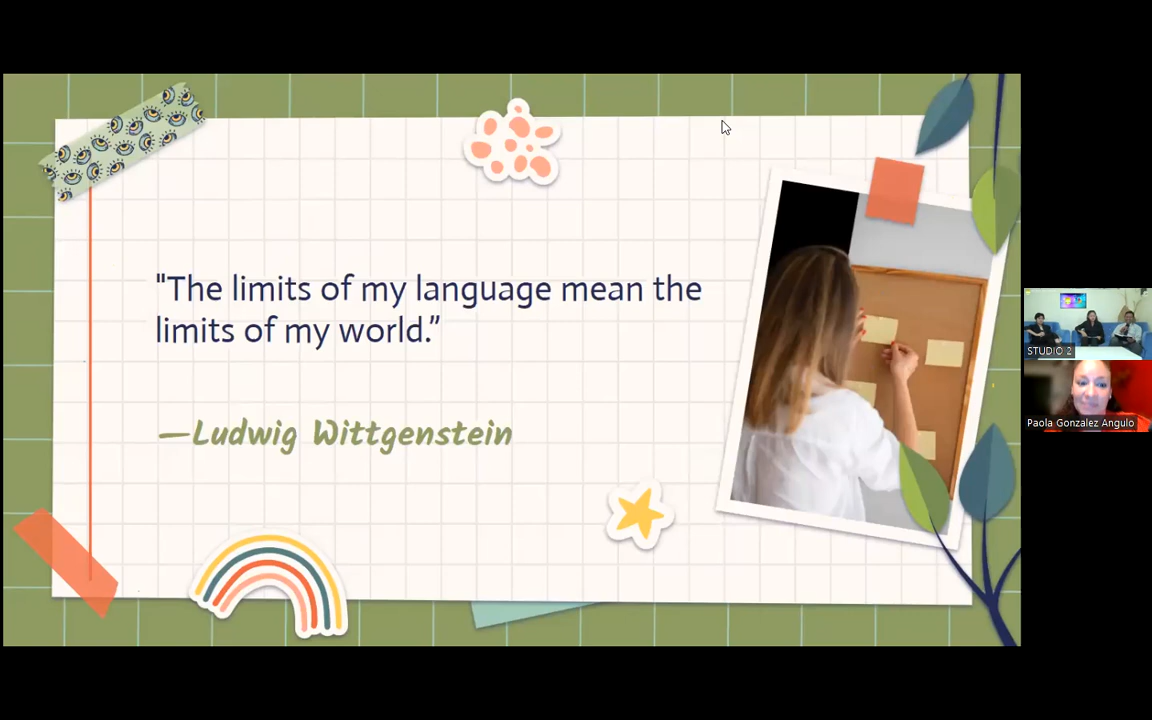 "The limits of my language mean the
limits of my world.”
—Ludwig Wittgenstein
STUDIO 2
Paola Gonzalez Angulo